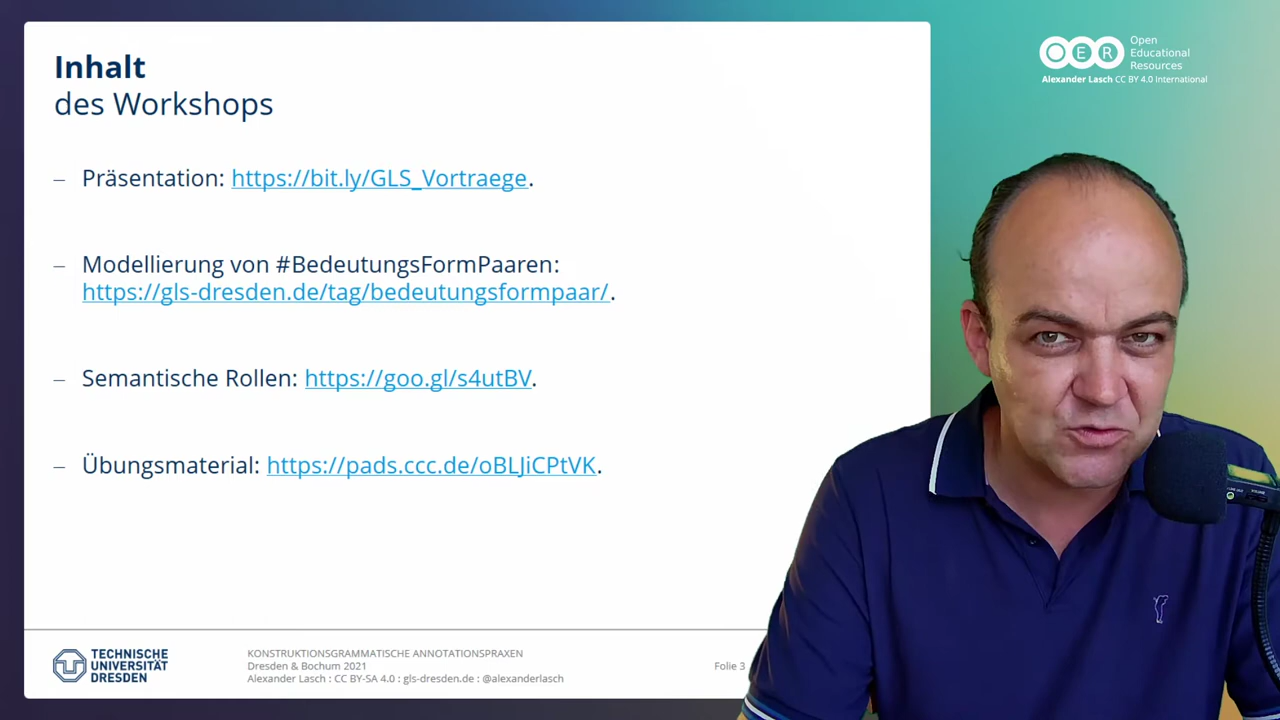 Inhalt
des Workshops
– Präsentation: https://bit.ly/GLS_Vortraege.
– Modellierung von #BedeutungsFormPaaren:
https://gls-dresden.de/tag/bedeutungsformpaar/.
– Semantische Rollen: https://goo.gl/s4utBV.
– Übungsmaterial: https://pads.ccc.de/oBLJiCPtVK.
TECHNISCHE
UNIVERSITÄT
DRESDEN
KONSTRUKTIONSGRAMMATISCHE ANNOTATIONSPRAXEN
Dresden & Bochum 2021
Alexander Lasch : CC BY-SA 4.0 : gls-dresden.de : @alexanderlasch
Folie 3
OER
Open
Educational
Resources
Alexander Lasch CC BY 4.0 International